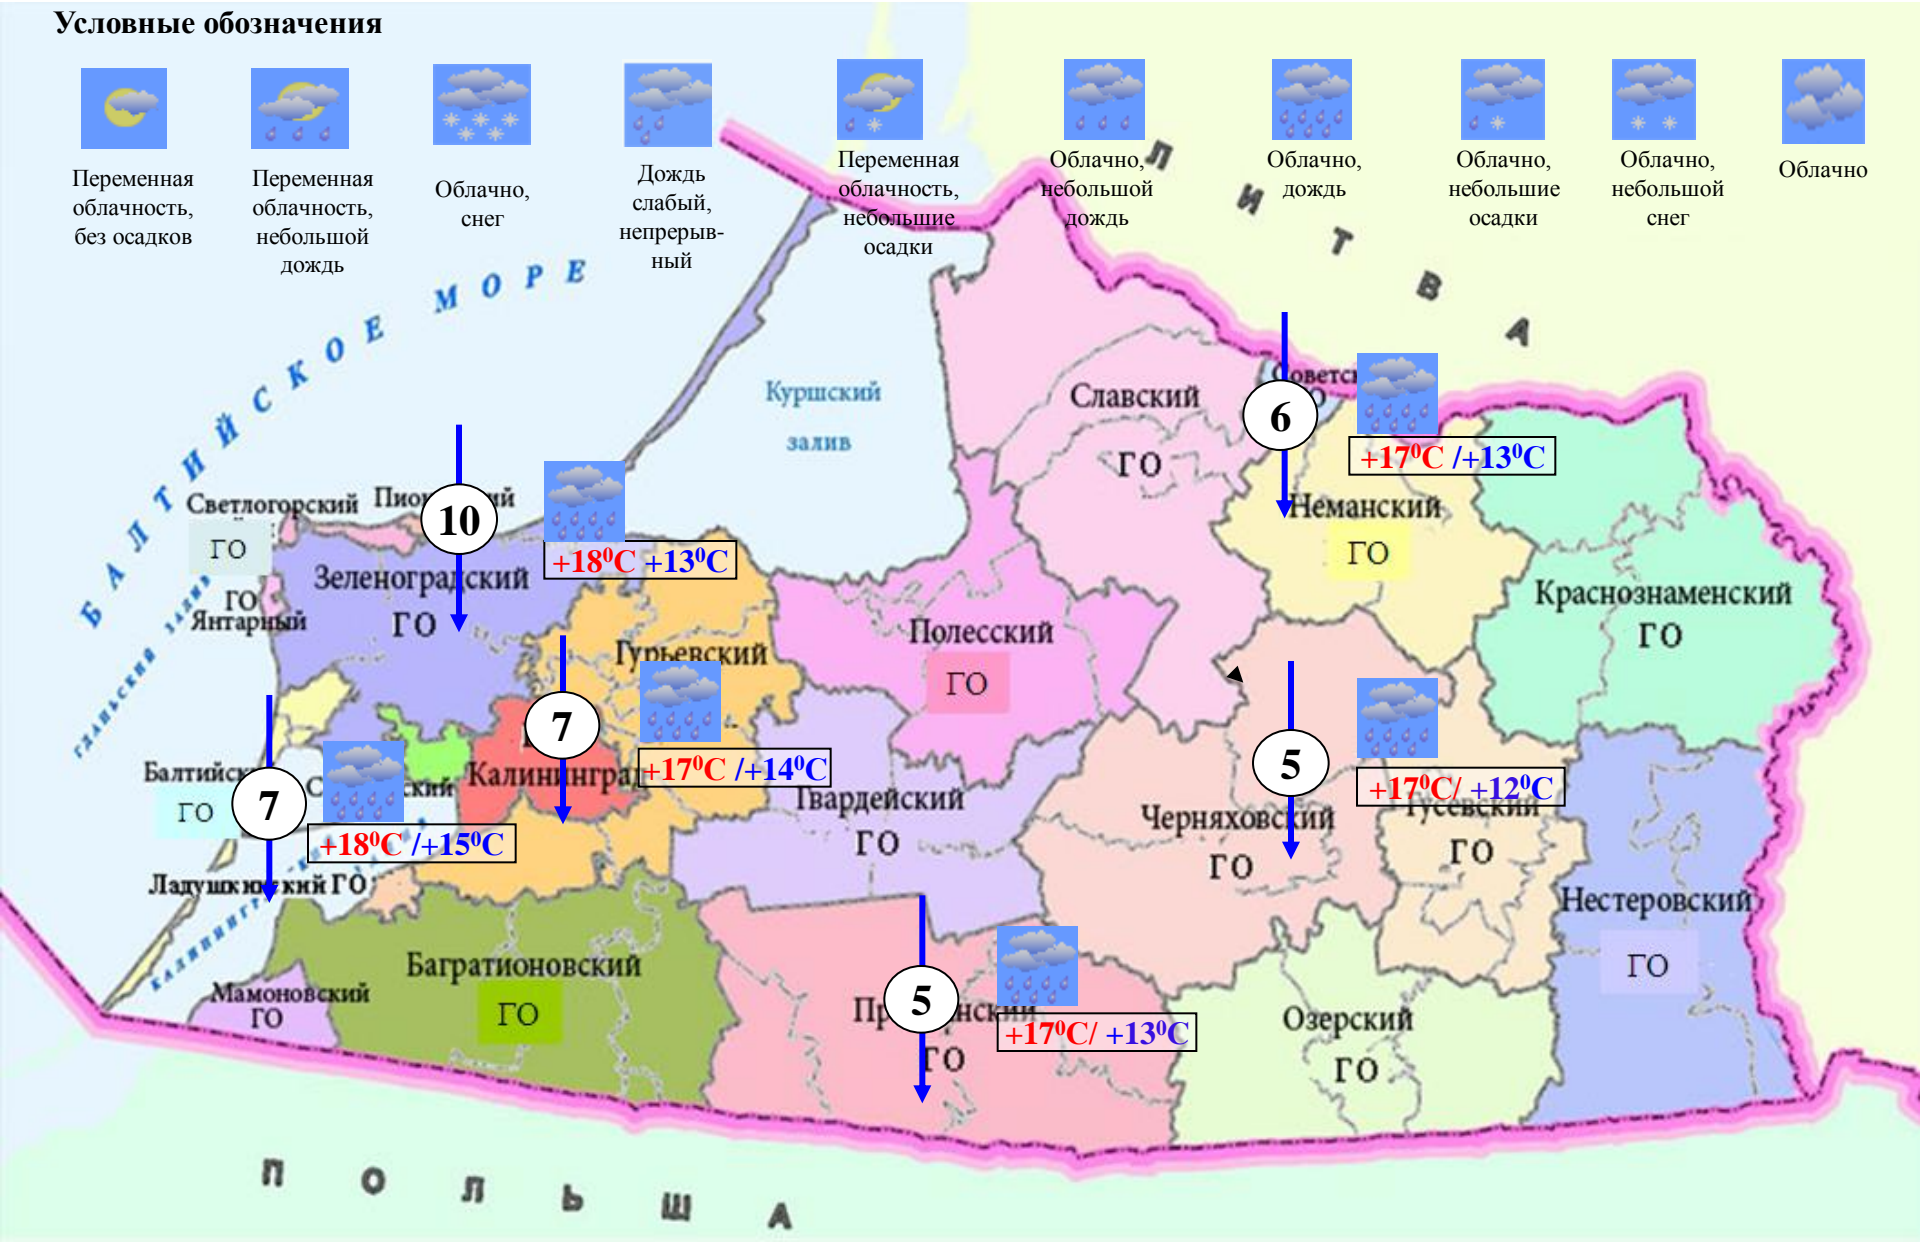 Условные обозначения
Переменная
облачность,
без осадков
Переменная
облачность,
небольшой
дождь
Облачно,
снег
Дождь
слабый,
непрерыв-
ный
Переменная
облачность,
небольшие
осадки
Облачно,
небольшой
дождь
Облачно,
дождь
Облачно,
небольшие
осадки
Облачно,
небольшой
снег
Облачно
ЛИТВА
БАЛТИЙСКОЕ МОРЕ
Куршский
залив
Славский
ГО
6
+17⁰С /+13⁰С
Неманский
ГО
Светлогорский
ГО
10
+18⁰С +13⁰С
Зеленоградский
ГО
ГО
Янтарный
Краснознаменский
ГО
Полесский
ГО
Гурьевский
7
+17⁰С /+14⁰С
Калининград
ГО
7
+18⁰С /+15⁰С
Гвардейский
ГО
5
+17⁰С/ +12⁰С
Черняховский
ГО
Гусевский
ГО
Ладушкинский ГО
Нестеровский
ГО
Багратионовский
ГО
Мамоновский
ГО
5
+17⁰С/ +13⁰С
ГО
Озерский
ГО
ПОЛЬША